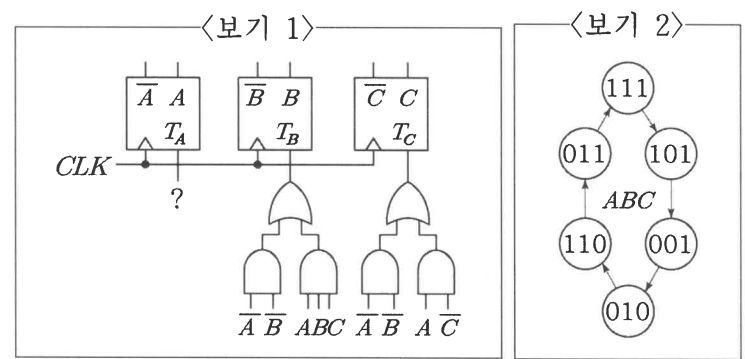 <보기 1>
<보기 2>
A̅ A B̅ B C̅ C
T_A T_B T_C
CLK
?
A̅ B̅ ABC A̅ B̅ A C̅
111
011 101
ABC
110 001
010